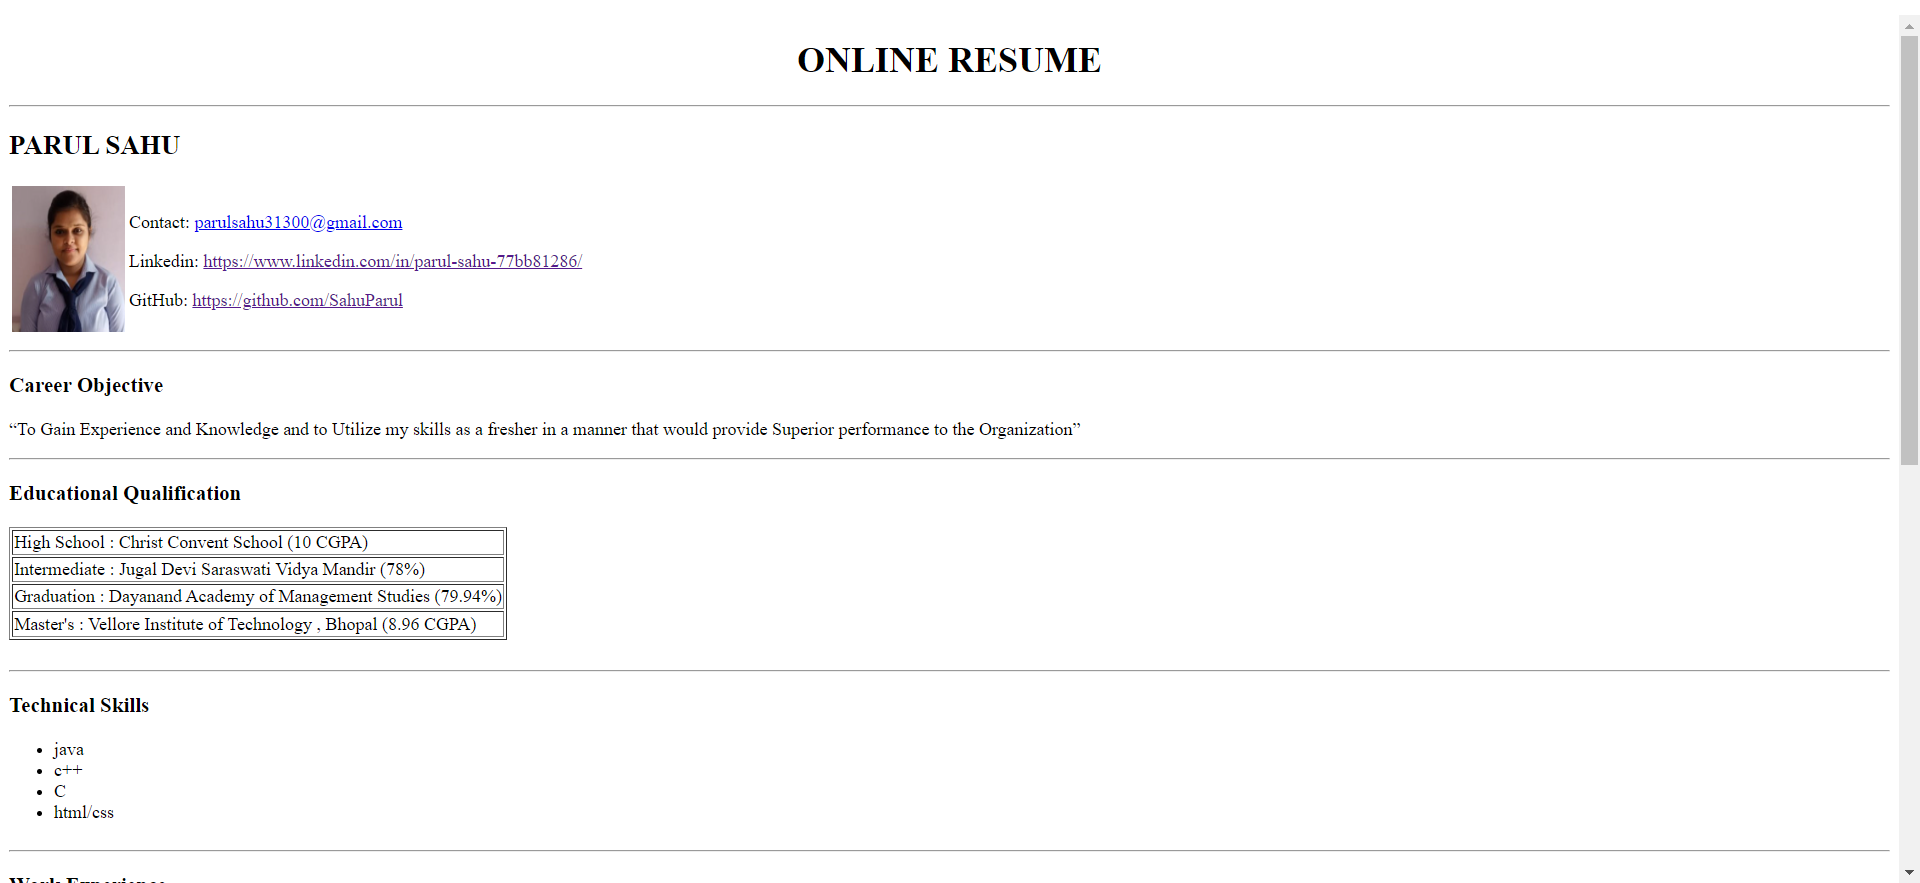 ONLINE RESUME
PARUL SAHU
Contact: parulsahu31300@gmail.com
Linkedin: https://www.linkedin.com/in/parul-sahu-77bb81286/
GitHub: https://github.com/SahuParul
Career Objective
“To Gain Experience and Knowledge and to Utilize my skills as a fresher in a manner that would provide Superior performance to the Organization”
Educational Qualification
High School : Christ Convent School (10 CGPA)
Intermediate : Jugal Devi Saraswati Vidya Mandir (78%)
Graduation : Dayanand Academy of Management Studies (79.94%)
Master's : Vellore Institute of Technology , Bhopal (8.96 CGPA)
Technical Skills
java
c++
C
html/css
Work Experience